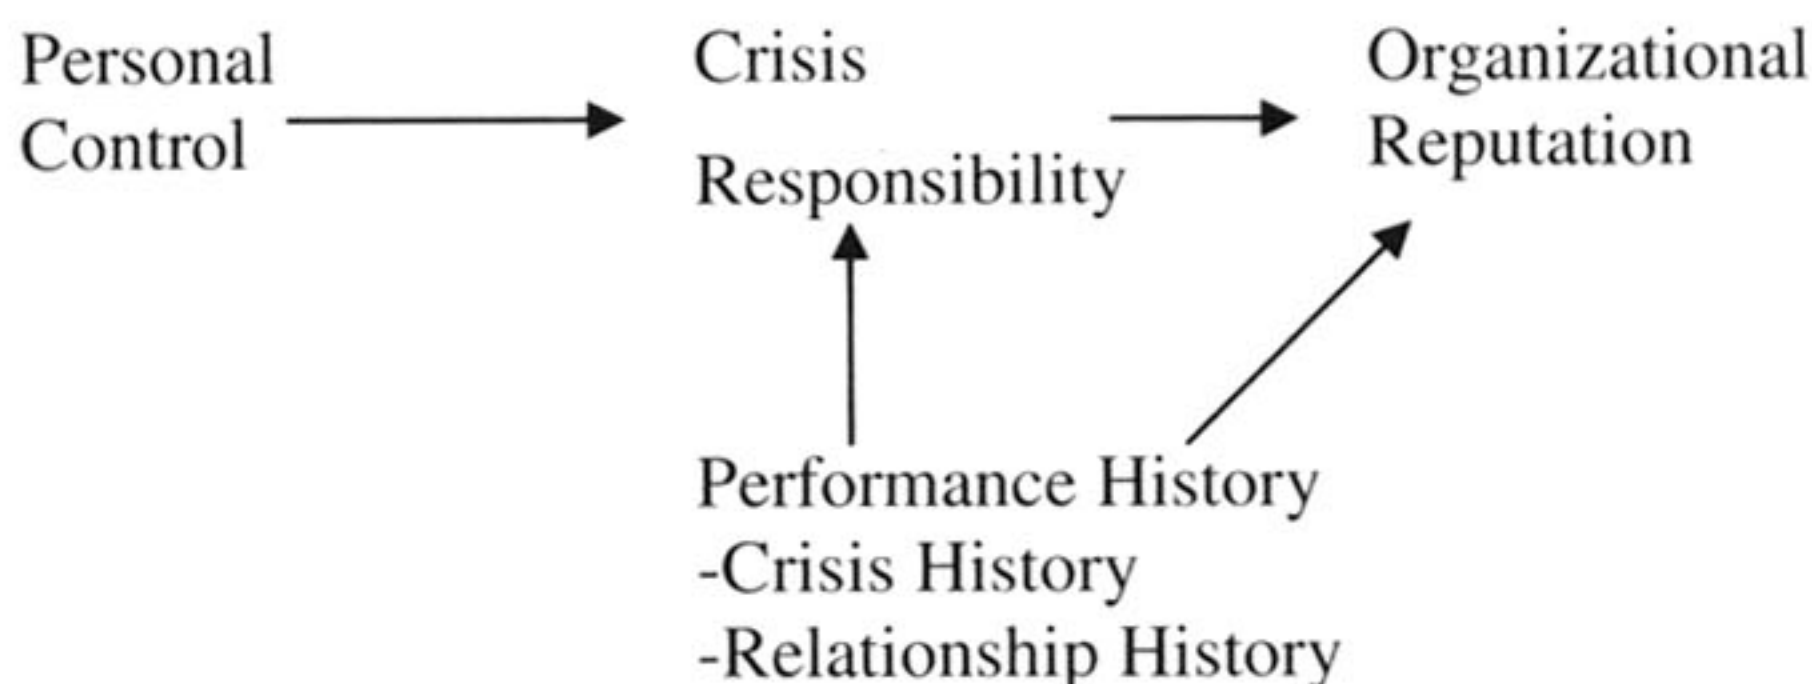 Personal
Control
Crisis
Responsibility
Organizational
Reputation
Performance History
-Crisis History
-Relationship History